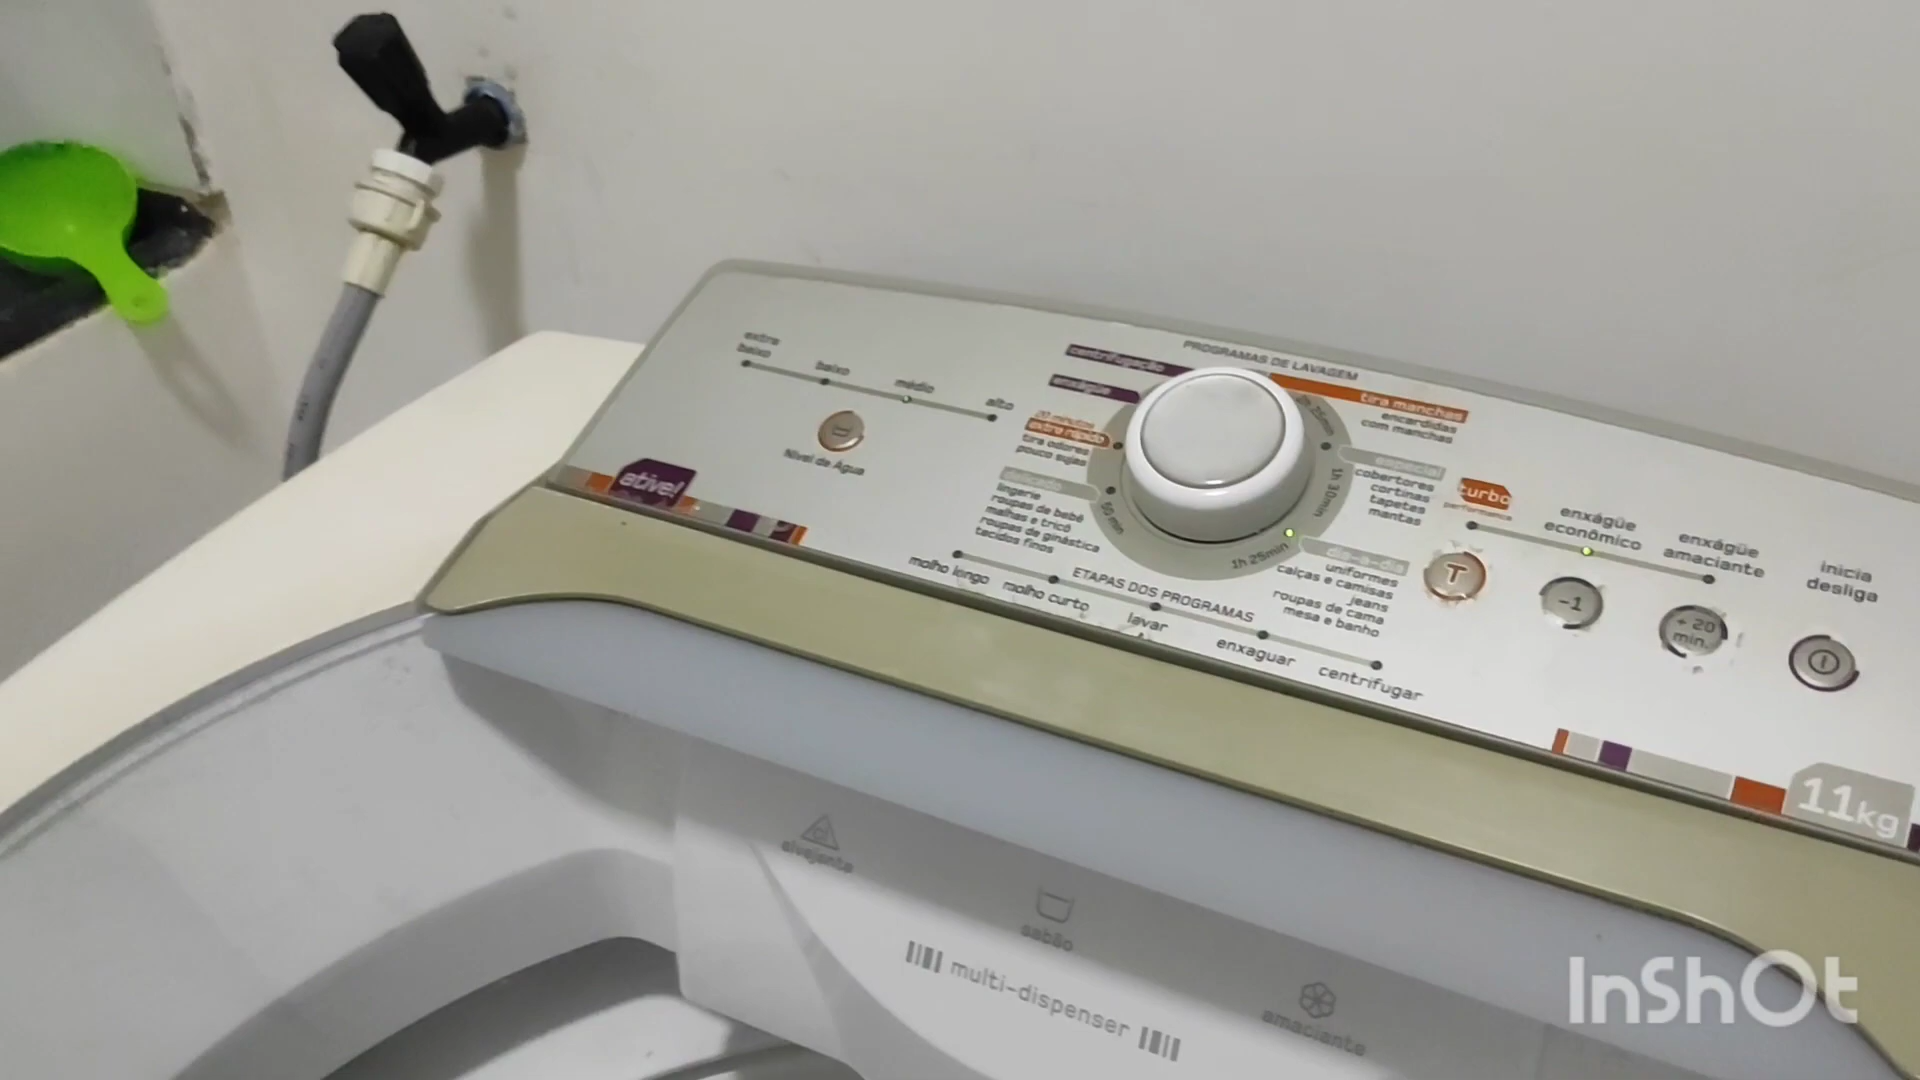 extra
baixo
baixo
médio
alto
Nível de Água
ative!
PROGRAMAS DE LAVAGEM
centrifugação
enxágüe
20 minutos
extra rápido
tira odores
pouco sujas
delicado
lingerie
roupas de bebê
malhas e tricô
roupas de ginástica
tecidos finos
50 min
1h 25min
1h 30min
tira manchas
encardidas
com manchas
especial
cobertores
cortinas
tapetes
mantas
dia-a-dia
uniformes
calças e camisas
jeans
roupas de cama
mesa e banho
ETAPAS DOS PROGRAMAS
molho longo
molho curto
lavar
enxaguar
centrifugar
turbo
performance
T
enxágüe
econômico
-1
enxágüe
amaciante
+ 20
min.
inicia
desliga
11kg
alvejante
sabão
amaciante
multi-dispenser
InShOt